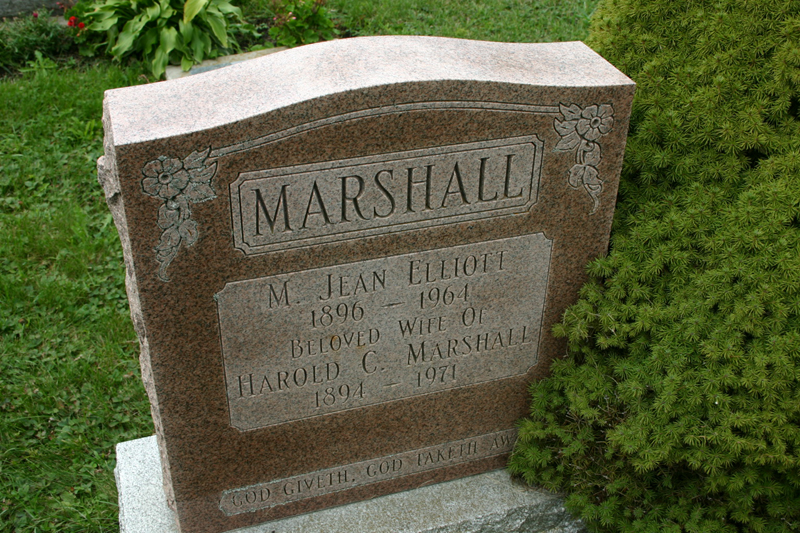 MARSHALL
M. JEAN ELLIOTT
1896 - 1964
BELOVED WIFE OF
HAROLD C. MARSHALL
1894 - 1971
GOD GIVETH, GOD TAKETH